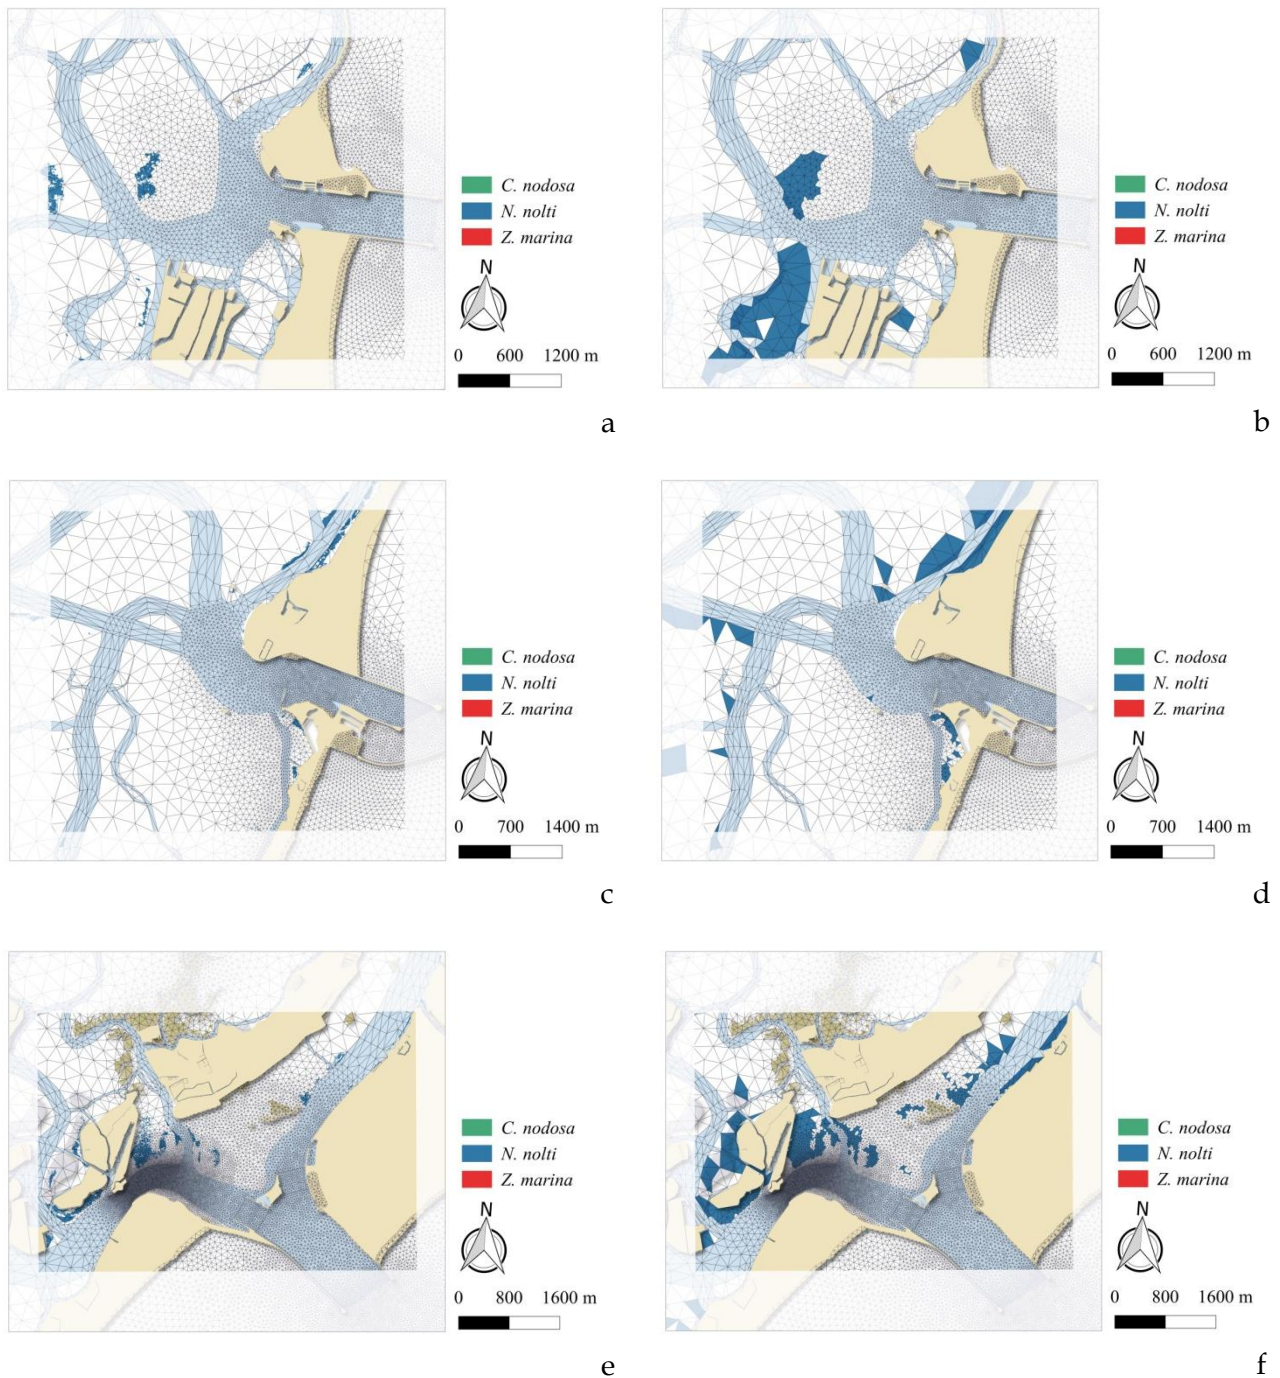 C. nodosa
N. nolti
Z. marina
N
0 600 1200 m
a
C. nodosa
N. nolti
Z. marina
N
0 600 1200 m
b
C. nodosa
N. nolti
Z. marina
N
0 700 1400 m
c
C. nodosa
N. nolti
Z. marina
N
0 700 1400 m
d
C. nodosa
N. nolti
Z. marina
N
0 800 1600 m
e
C. nodosa
N. nolti
Z. marina
N
0 800 1600 m
f